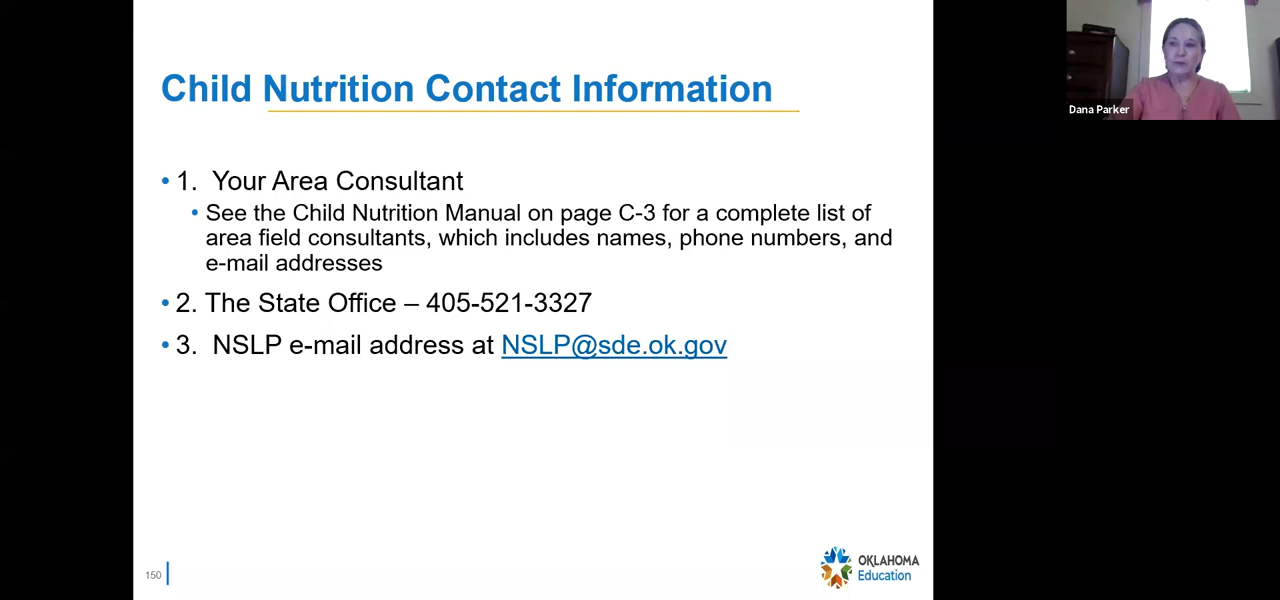 Child Nutrition Contact Information
• 1. Your Area Consultant
• See the Child Nutrition Manual on page C-3 for a complete list of
area field consultants, which includes names, phone numbers, and
e-mail addresses
• 2. The State Office – 405-521-3327
• 3. NSLP e-mail address at NSLP@sde.ok.gov
150
OKLAHOMA
Education
Dana Parker